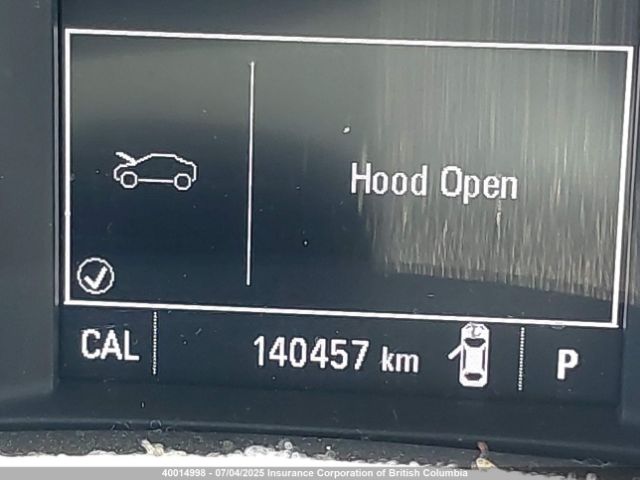 Hood Open
CAL
140457 km
P
40014998 - 07/04/2025 Insurance Corporation of British Columbia